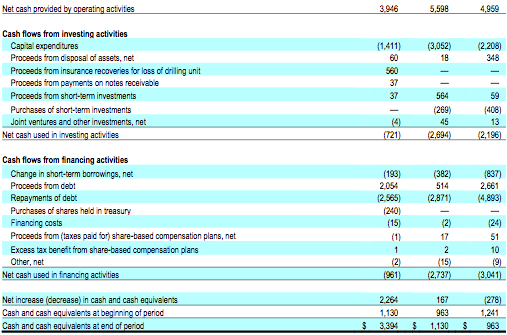 Net cash provided by operating activities 3,946 5,598 4,959
Cash flows from investing activities
Capital expenditures (1,411) (3,052) (2,208)
Proceeds from disposal of assets, net 60 18 348
Proceeds from insurance recoveries for loss of drilling unit 560 — —
Proceeds from payments on notes receivable 37 — —
Proceeds from short-term investments 37 564 59
Purchases of short-term investments — (269) (408)
Joint ventures and other investments, net (4) 45 13
Net cash used in investing activities (721) (2,694) (2,196)
Cash flows from financing activities
Change in short-term borrowings, net (193) (382) (837)
Proceeds from debt 2,054 514 2,661
Repayments of debt (2,565) (2,871) (4,893)
Purchases of shares held in treasury (240) — —
Financing costs (15) (2) (24)
Proceeds from (taxes paid for) share-based compensation plans, net (1) 17 51
Excess tax benefit from share-based compensation plans 1 2 10
Other, net (2) (15) (9)
Net cash used in financing activities (961) (2,737) (3,041)
Net increase (decrease) in cash and cash equivalents 2,264 167 (278)
Cash and cash equivalents at beginning of period 1,130 963 1,241
Cash and cash equivalents at end of period $ 3,394 $ 1,130 $ 963